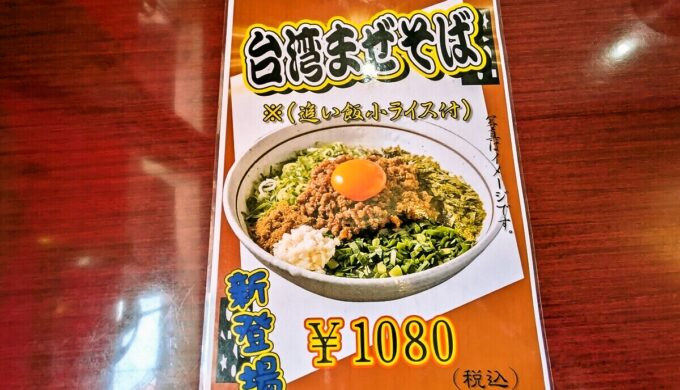 台湾まぜそば
※(追い飯小ライス付)
写真はイメージです。
新登場
￥1080
(税込)